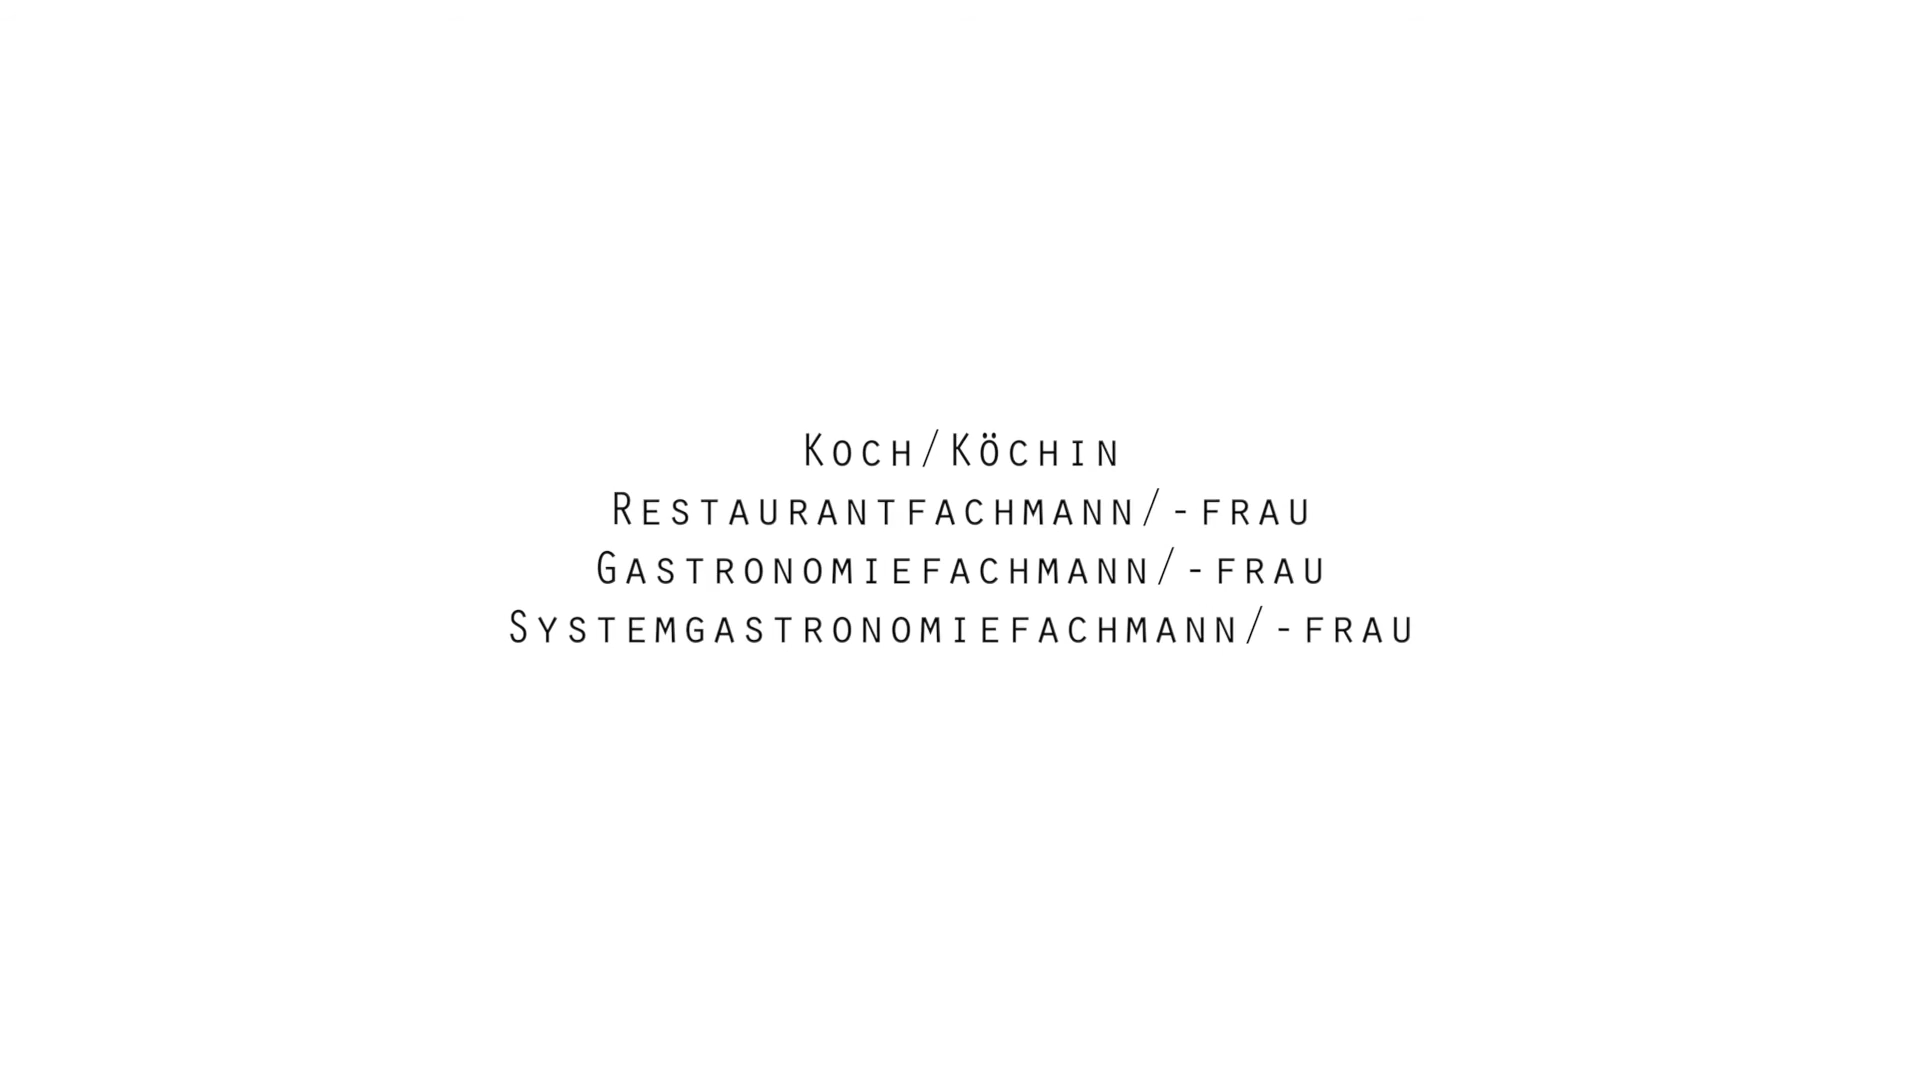 Koch/Köchin
Restaurantfachmann/-frau
Gastronomiefachmann/-frau
Systemgastronomiefachmann/-frau